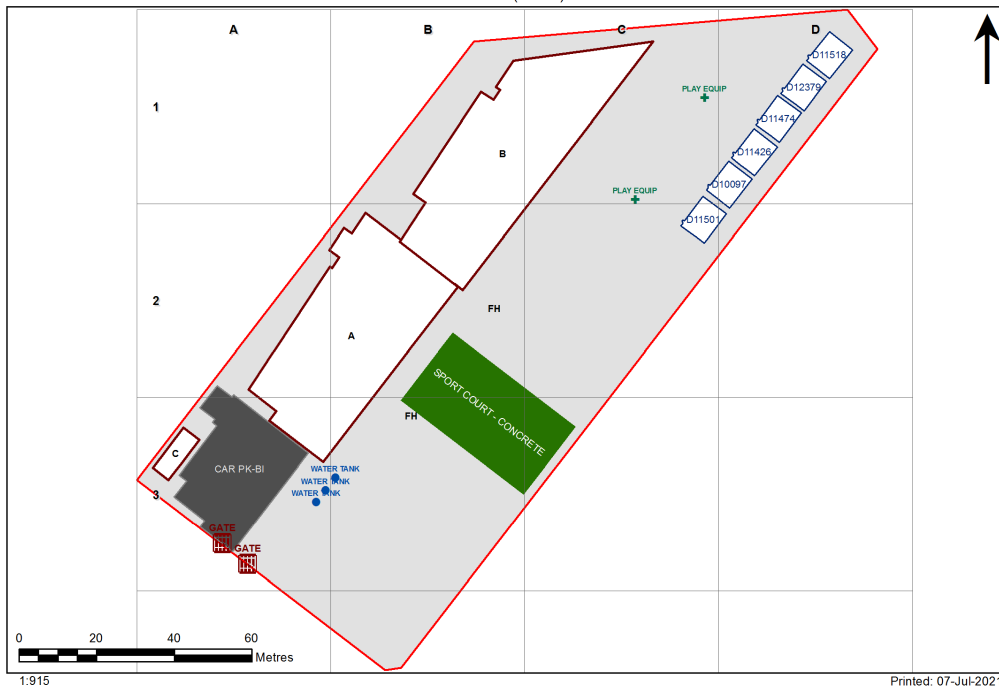 A
B
C
D
1
2
3
D11518
D12379
D11474
D11426
D10097
D11501
PLAY EQUIP
PLAY EQUIP
B
A
FH
SPORT COURT - CONCRETE
FH
C
CAR PK-BI
WATER TANK
WATER TANK
WATER TANK
GATE
GATE
0 20 40 60
Metres
1:915
Printed: 07-Jul-2021